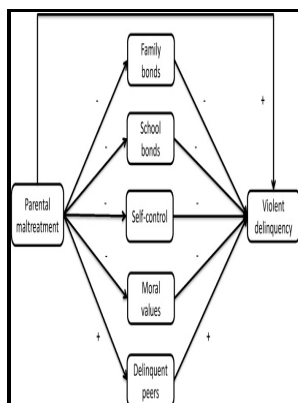 Family
bonds
-
-
+
School
bonds
-
-
Parental
maltreatment
-
Self-control
-
Violent
delinquency
-
-
Moral
values
+
+
Delinquent
peers